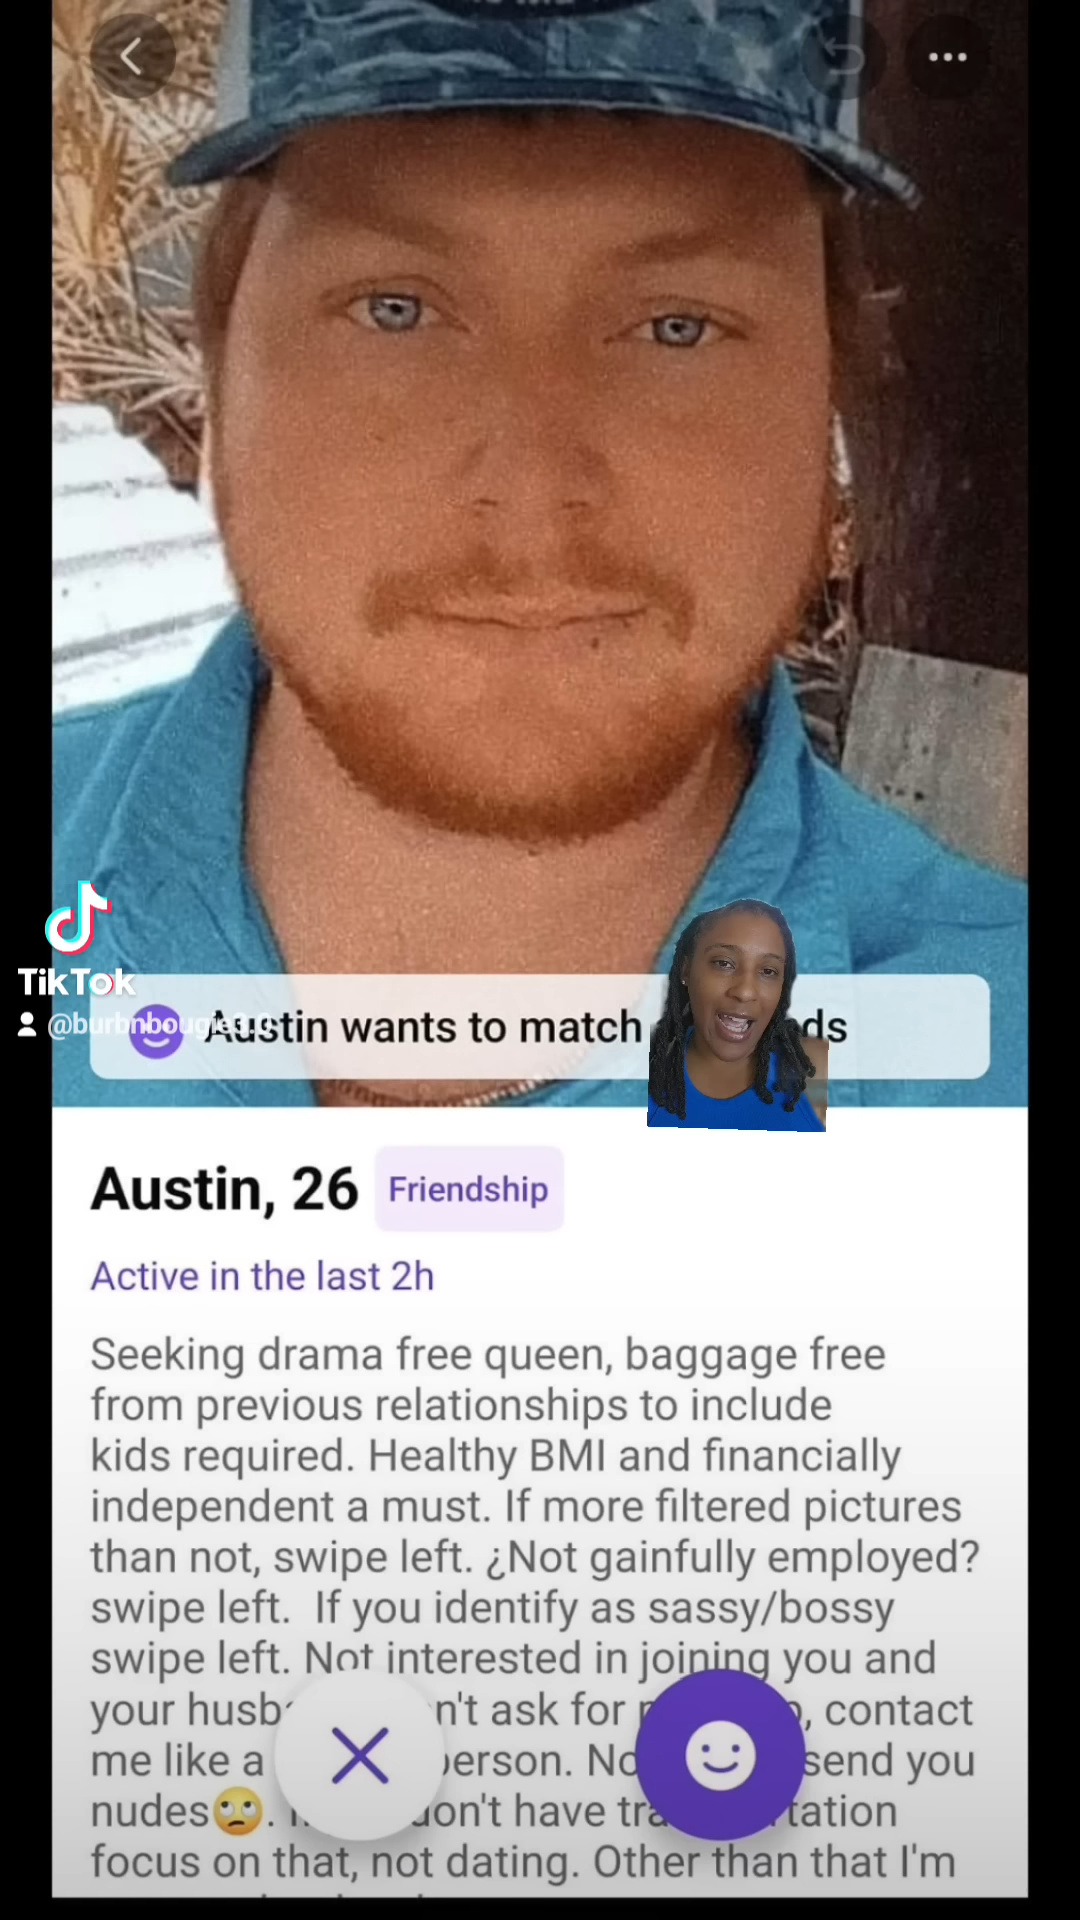 TikTok
@burbnbougie3.0
Austin wants to match ds
Austin, 26 Friendship
Active in the last 2h
Seeking drama free queen, baggage free
from previous relationships to include
kids required. Healthy BMI and financially
independent a must. If more filtered pictures
than not, swipe left. ¿Not gainfully employed?
swipe left. If you identify as sassy/bossy
swipe left. Not interested in joining you and
your n't ask for , contact
me like a erson. send you
nudes🙄. on't have
focus on that, not dating. Other than that I'm